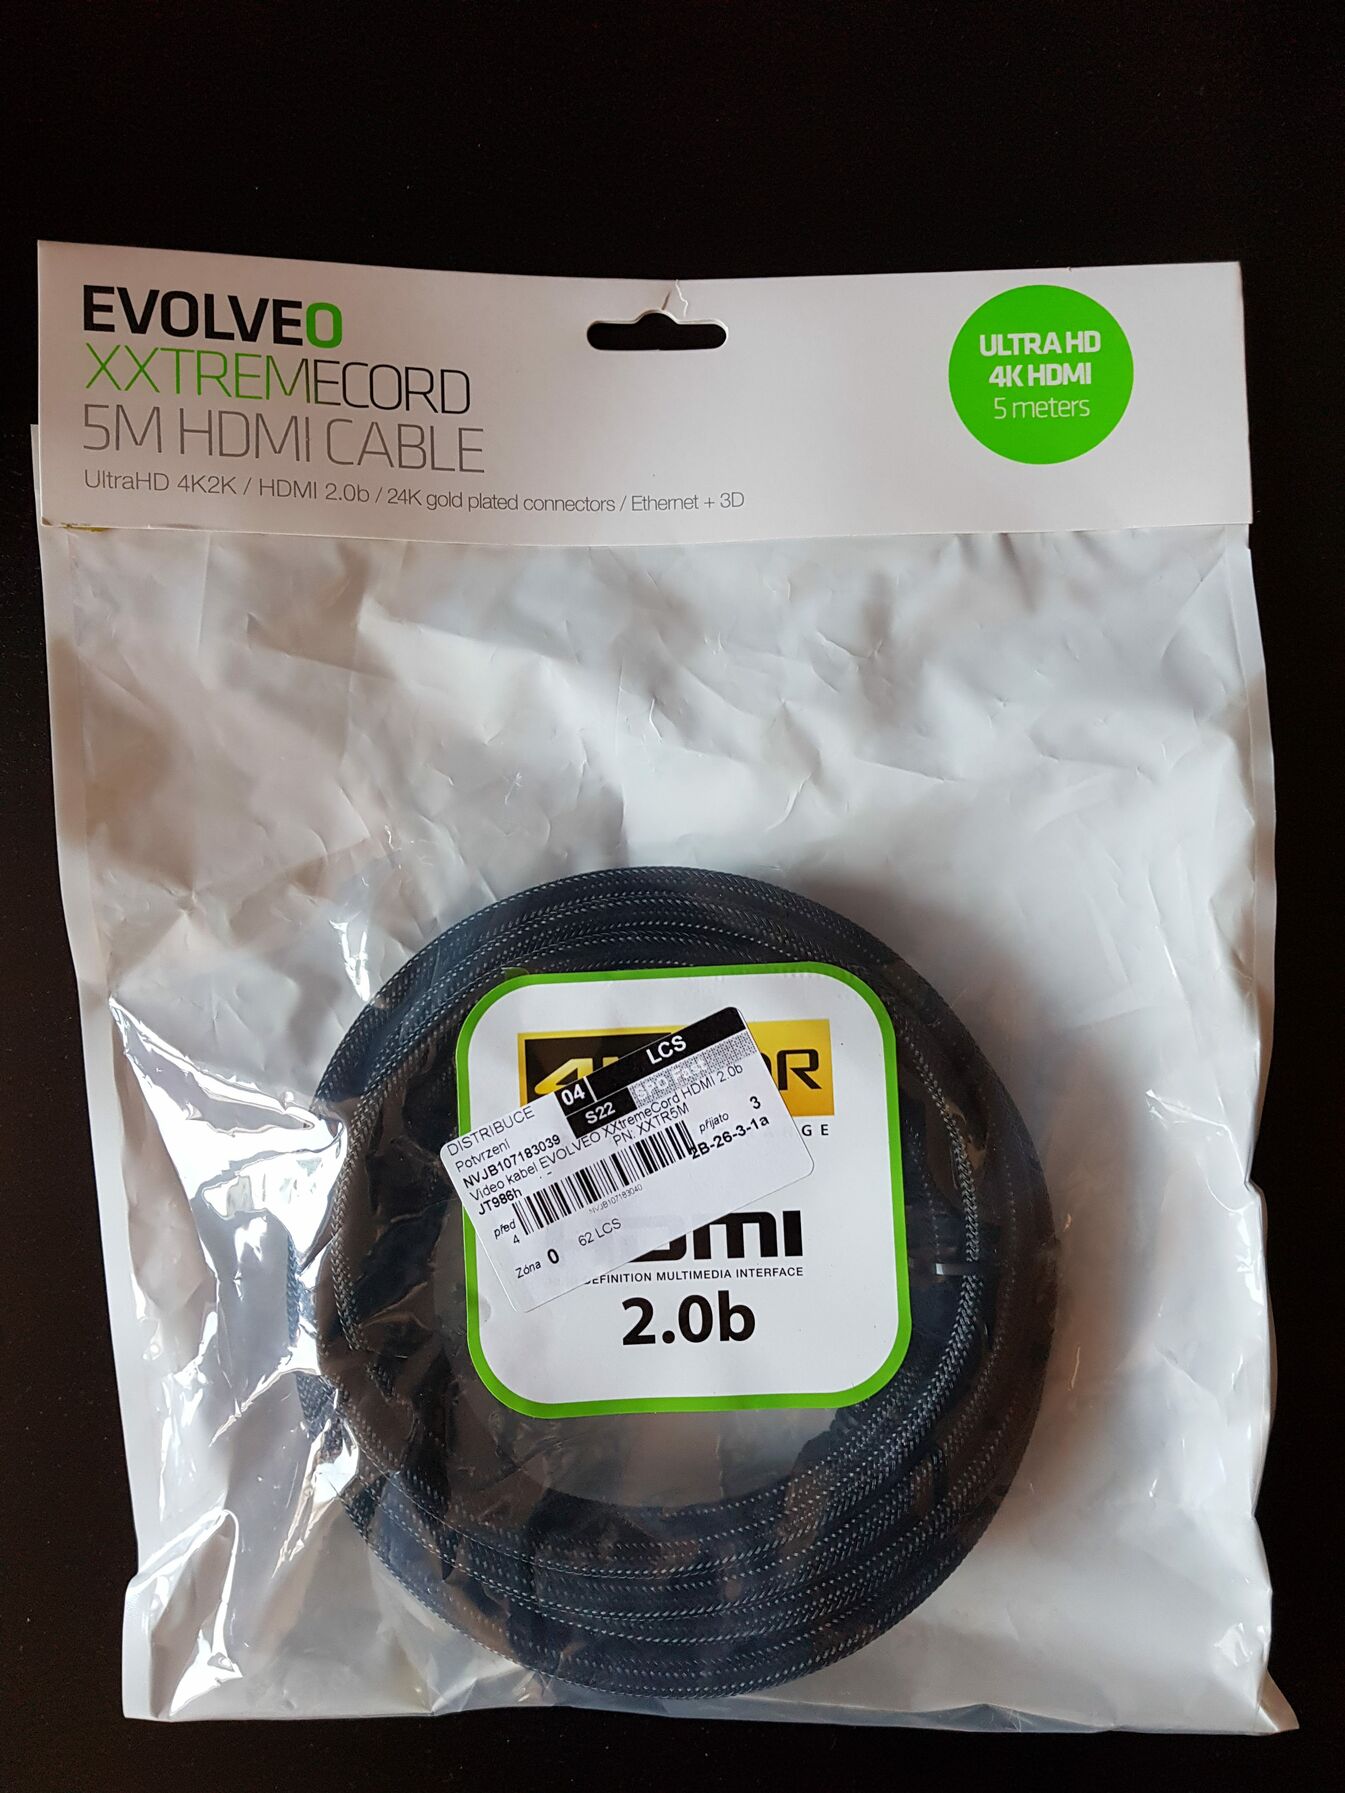 EVOLVEO
XXTREMECORD
5M HDMI CABLE
UltraHD 4K2K / HDMI 2.0b / 24K gold plated connectors / Ethernet + 3D
ULTRA HD
4K HDMI
5 meters
DISTRIBUCE 04 LCS
Potvrzení S22
NVJB107183039
Video kabel EVOLVEO XXtremeCord HDMI 2.0b
JT986h PN: XXTR5M
před přijato 3
4 NVJB107183040 2B-26-3-1a
Zóna 0 62 LCS
DEFINITION MULTIMEDIA INTERFACE
2.0b